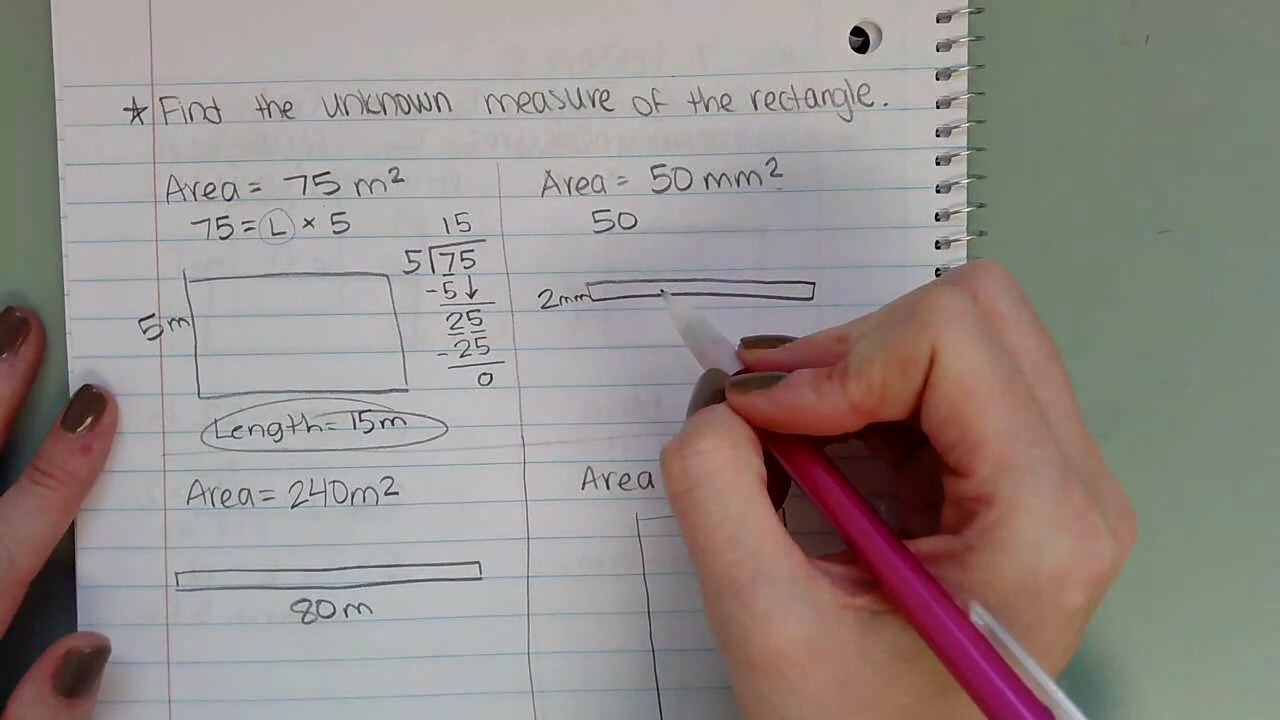 ★ Find the unknown measure of the rectangle.
Area = 75 m²
75 = L × 5
15
5 75
-5↓
25
-25
0
5m
Length = 15m
Area = 50 mm²
50
2mm
Area = 240m²
80m
Area